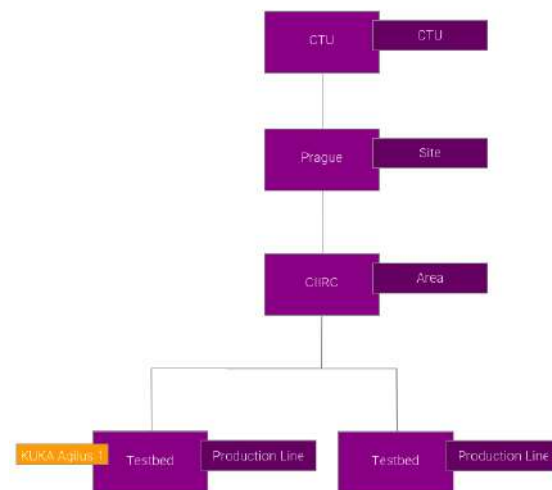 CTU CTU
Prague Site
CIIRC Area
KUKA Agilus 1 Testbed Production Line Testbed Production Line